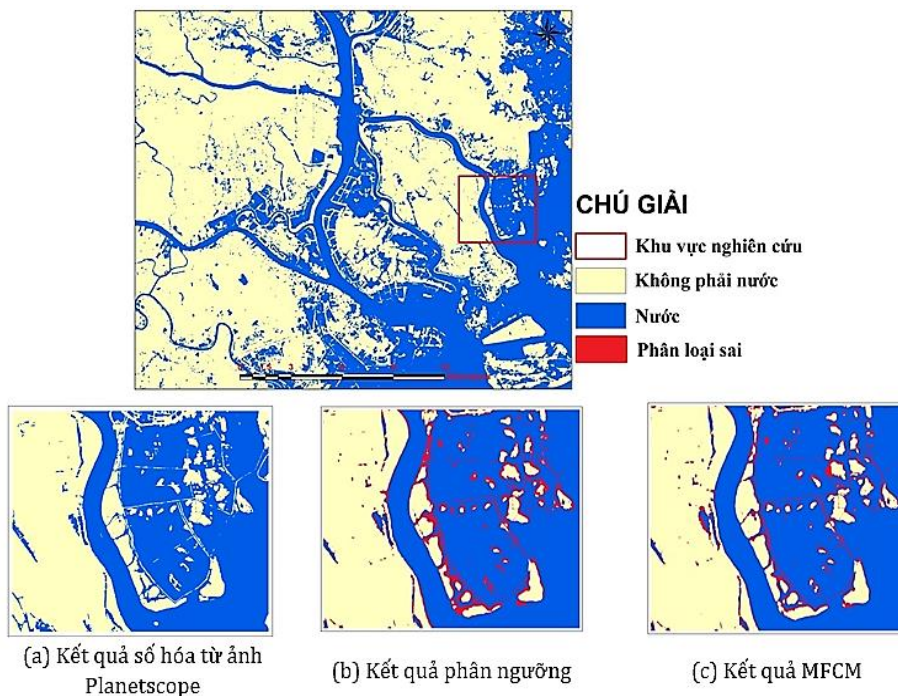 CHÚ GIẢI
Khu vực nghiên cứu
Không phải nước
Nước
Phân loại sai
(a) Kết quả số hóa từ ảnh
Planetscope
(b) Kết quả phân ngưỡng
(c) Kết quả MFCM